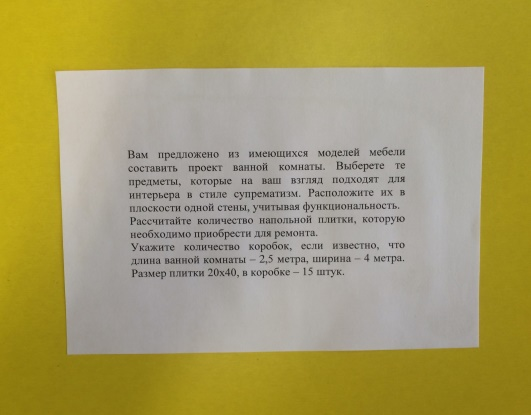 Вам предложено из имеющихся моделей мебели
составить проект ванной комнаты. Выберете те
предметы, которые на ваш взгляд подходят для
интерьера в стиле супрематизм. Расположите их в
плоскости одной стены, учитывая функциональность.
Рассчитайте количество напольной плитки, которую
необходимо приобрести для ремонта.
Укажите количество коробок, если известно, что
длина ванной комнаты – 2,5 метра, ширина – 4 метра.
Размер плитки 20х40, в коробке – 15 штук.